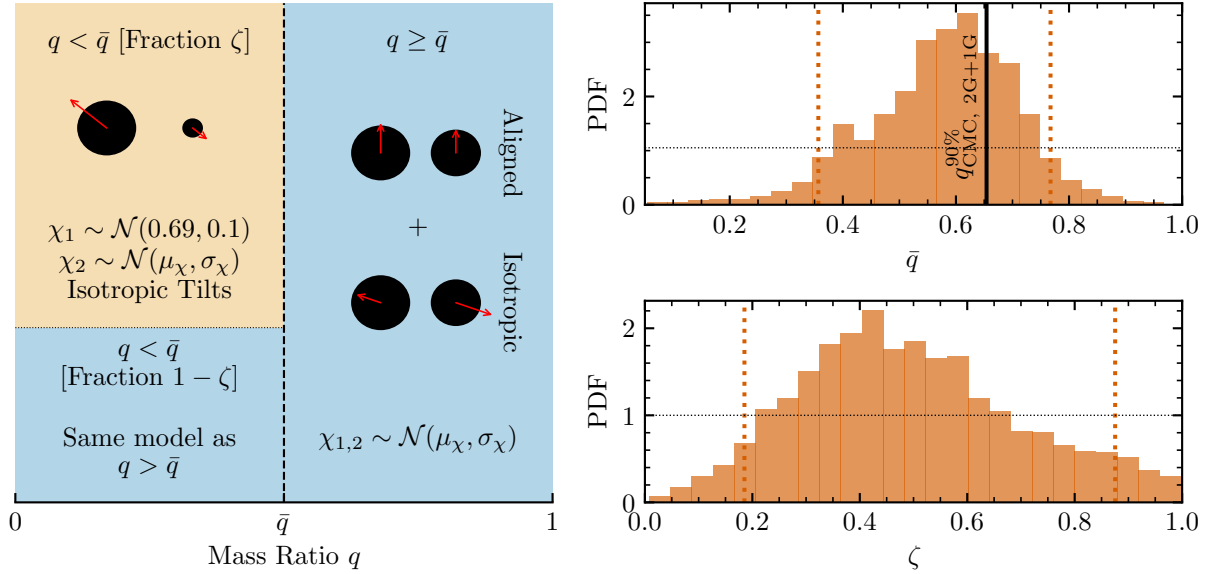 q < q̄ [Fraction ζ]
q ≥ q̄
Aligned
+
Isotropic
χ₁ ∼ 𝒩(0.69, 0.1)
χ₂ ∼ 𝒩(μ_χ, σ_χ)
Isotropic Tilts
q < q̄
[Fraction 1 − ζ]
Same model as
q > q̄
χ₁,₂ ∼ 𝒩(μ_χ, σ_χ)
0
q̄
1
Mass Ratio q
PDF
2
0
q^{90%}_{CMC, 2G+1G}
0.2
0.4
0.6
0.8
1.0
q̄
PDF
2
1
0
0.0
0.2
0.4
0.6
0.8
1.0
ζ